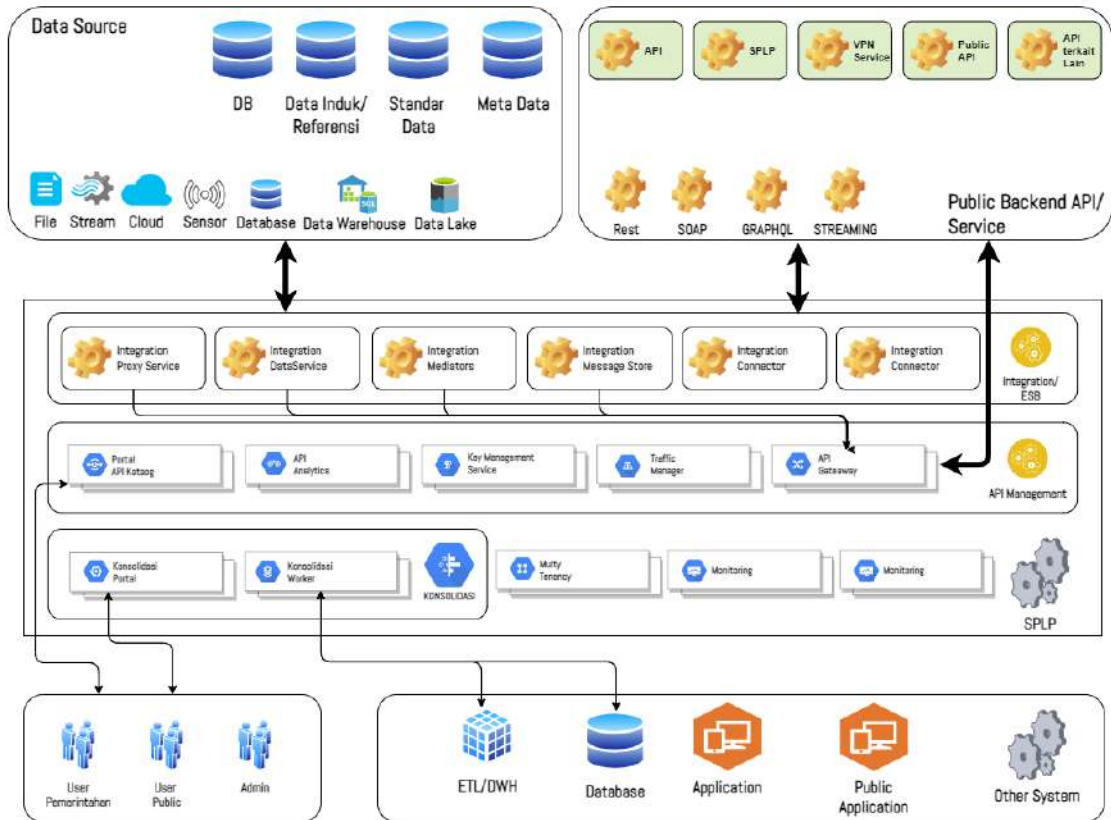 Data Source
DB
Data Induk/
Referensi
Standar
Data
Meta Data
File
Stream
Cloud
Sensor
Database
Data Warehouse
Data Lake
API
SPLP
VPN
Service
Public
API
API
terkait
Lain
Rest
SOAP
GRAPHQL
STREAMING
Public Backend API/
Service
Integration
Proxy Service
Integration
DataService
Integration
Mediators
Integration
Message Store
Integration
Connector
Integration
Connector
Integration/
ESB
Portal
API Kataog
API
Analytics
Key Management
Service
Traffic
Manager
API
Gateway
API Management
Konsolidasi
Portal
Konsolidasi
Worker
KONSOLIDASI
Multy
Tenancy
Monitoring
Monitoring
SPLP
User
Pemerintahan
User
Public
Admin
ETL/DWH
Database
Application
Public
Application
Other System